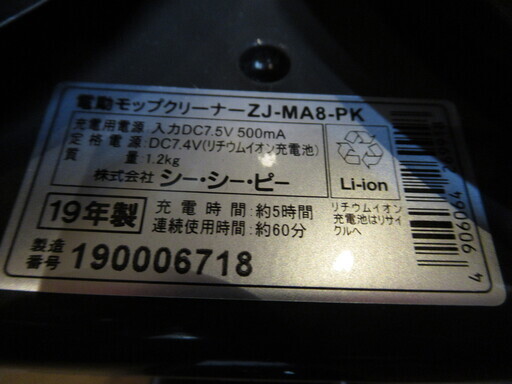 電動モップクリーナーZJ-MA8-PK
充電用電源:入力DC7.5V 500mA
定格電源:DC7.4V(リチウムイオン充電池)
質量:1.2kg
株式会社 シー・シー・ピー
19年製
充電時間:約5時間
連続使用時間:約60分
製造番号 190006718
Li-ion
リチウムイオン
充電池はリサイ
クルへ
4 906064